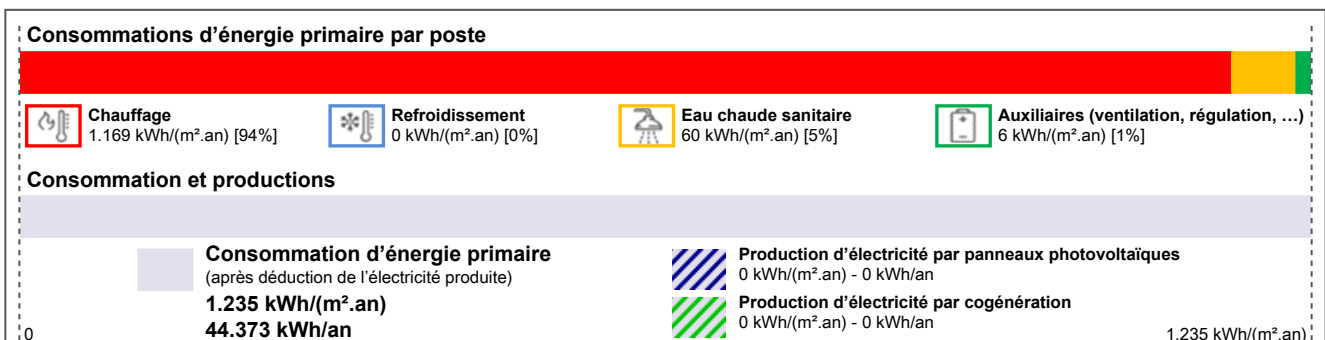 Consommations d'énergie primaire par poste
Chauffage
1.169 kWh/(m².an) [94%]
Refroidissement
0 kWh/(m².an) [0%]
Eau chaude sanitaire
60 kWh/(m².an) [5%]
Auxiliaires (ventilation, régulation, …)
6 kWh/(m².an) [1%]
Consommation et productions
Consommation d'énergie primaire
(après déduction de l'électricité produite)
1.235 kWh/(m².an)
44.373 kWh/an
Production d'électricité par panneaux photovoltaïques
0 kWh/(m².an) - 0 kWh/an
Production d'électricité par cogénération
0 kWh/(m².an) - 0 kWh/an
0
1.235 kWh/(m².an)